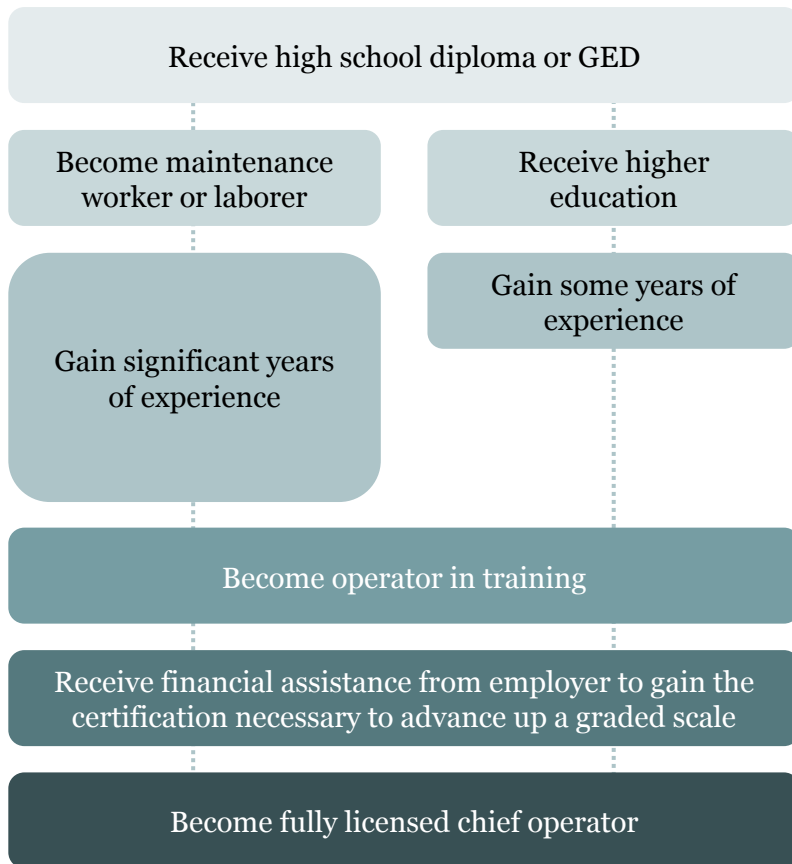 Receive high school diploma or GED
Become maintenance
worker or laborer
Receive higher
education
Gain significant years
of experience
Gain some years of
experience
Become operator in training
Receive financial assistance from employer to gain the
certification necessary to advance up a graded scale
Become fully licensed chief operator